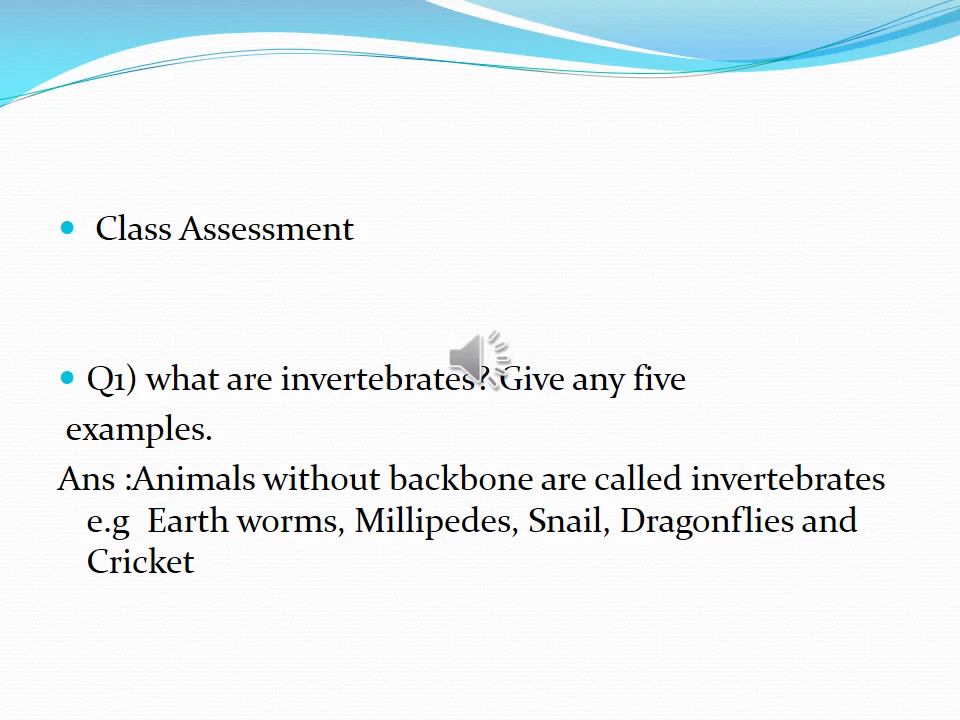 Class Assessment
Q1) what are invertebrates? Give any five
examples.
Ans :Animals without backbone are called invertebrates
e.g Earth worms, Millipedes, Snail, Dragonflies and
Cricket